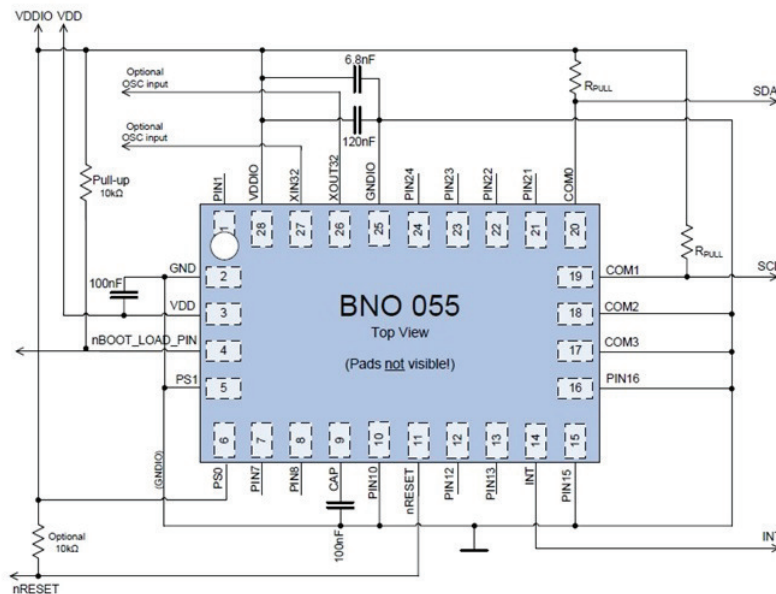 VDDIO VDD
Optional
OSC input
6.8nF
R PULL
SDA
Optional
OSC input
120nF
Pull-up
10kΩ
PIN1
VDDIO
XIN32
XOUT32
GNDIO
PIN24
PIN23
PIN22
PIN21
COM0
1
28
27
26
25
24
23
22
21
20
R PULL
GND
2
19
COM1
SCL
100nF
VDD
3
BNO 055
Top View
18
COM2
nBOOT_LOAD_PIN
4
(Pads not visible!)
17
COM3
PS1
5
16
PIN16
6
7
8
9
10
11
12
13
14
15
(GNDIO)
PS0
PIN7
PIN8
CAP
PIN10
nRESET
PIN12
PIN13
INT
PIN15
100nF
Optional
10kΩ
INT
nRESET